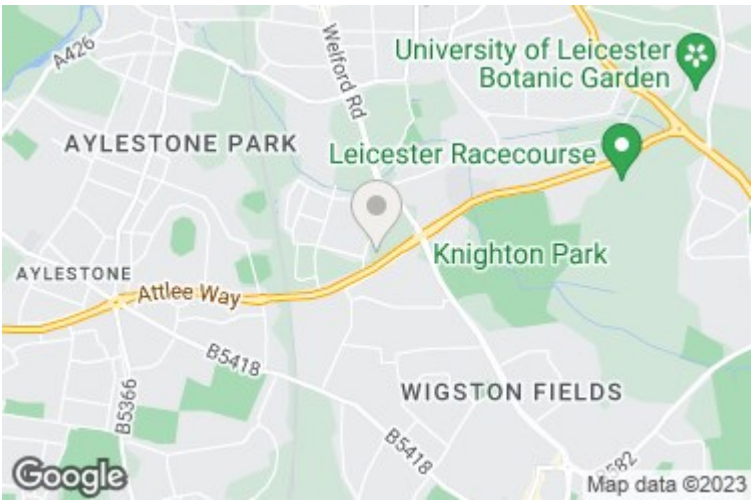 A426
Welford Rd
University of Leicester
Botanic Garden
AYLESTONE PARK
Leicester Racecourse
Knighton Park
AYLESTONE
Attlee Way
B5418
B5366
WIGSTON FIELDS
B5418
B582
Google
Map data ©2023